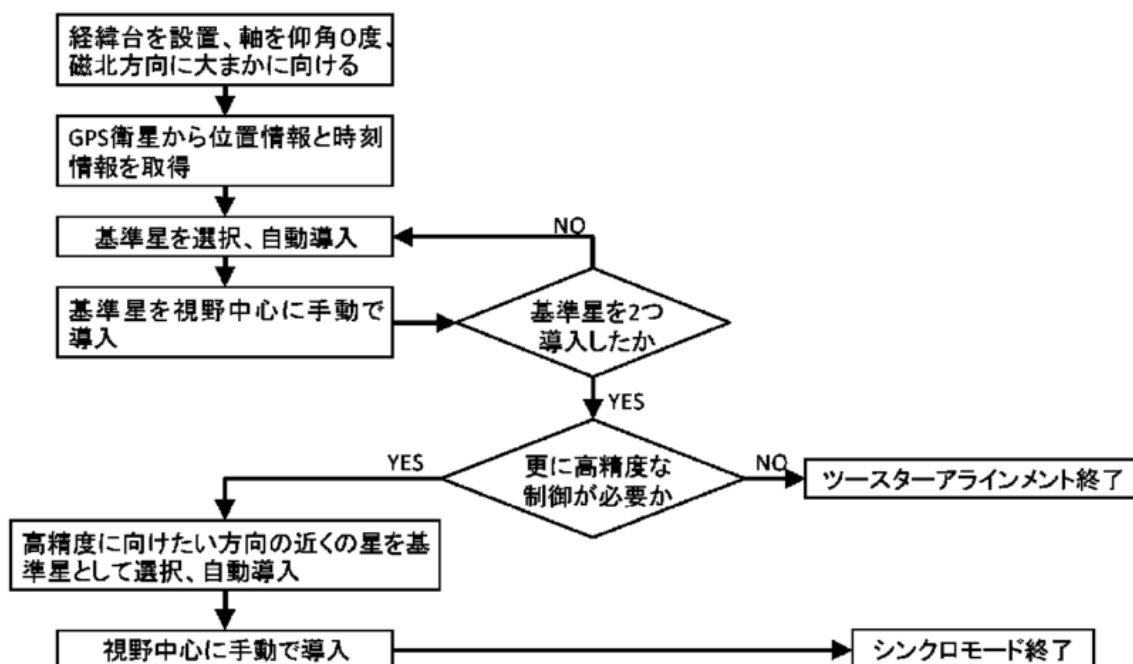 経緯台を設置、軸を仰角0度、
磁北方向に大まかに向ける
GPS衛星から位置情報と時刻
情報を取得
基準星を選択、自動導入
NO
基準星を視野中心に手動で
導入
基準星を2つ
導入したか
YES
YES
更に高精度な
制御が必要か
NO
ツースターアラインメント終了
高精度に向けたい方向の近くの星を基
準星として選択、自動導入
視野中心に手動で導入
シンクロモード終了